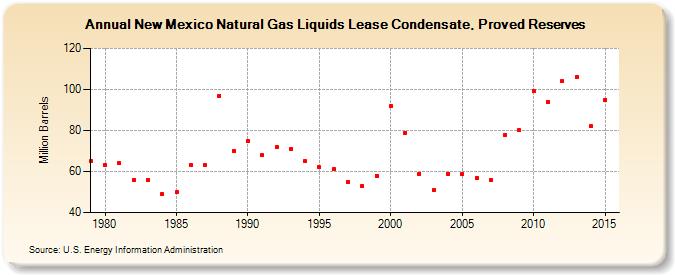 Annual New Mexico Natural Gas Liquids Lease Condensate, Proved Reserves
Million Barrels
120
100
80
60
40
1980 1985 1990 1995 2000 2005 2010 2015
Source: U.S. Energy Information Administration